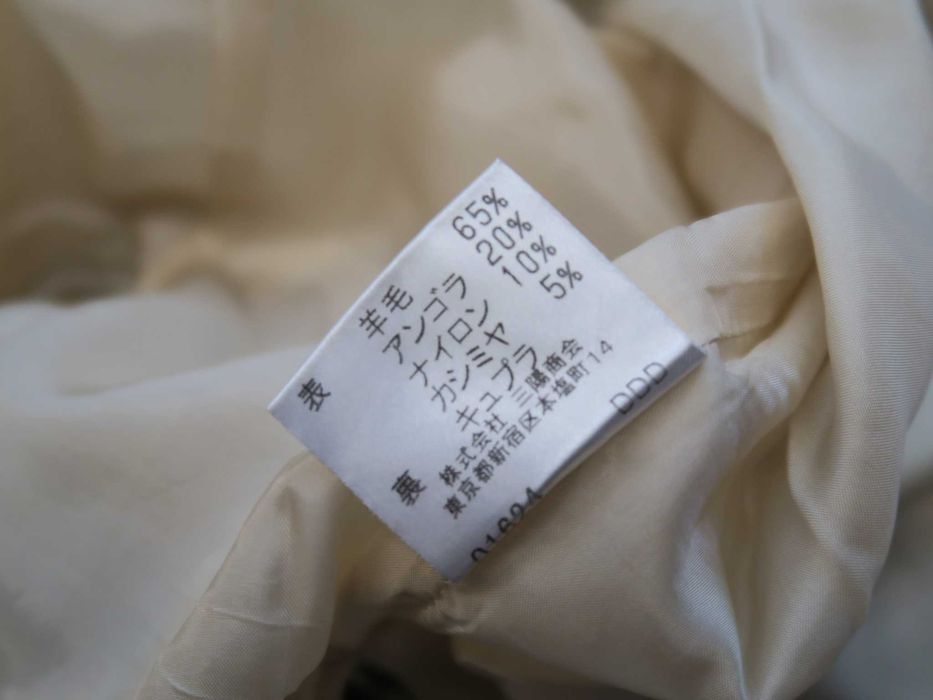 表 羊毛 65%
アンゴラ 20%
ナイロン 10%
カシミヤ 5%
裏 キュプラ
株式会社 三陽商会
東京都新宿区本塩町14
01694 DDD